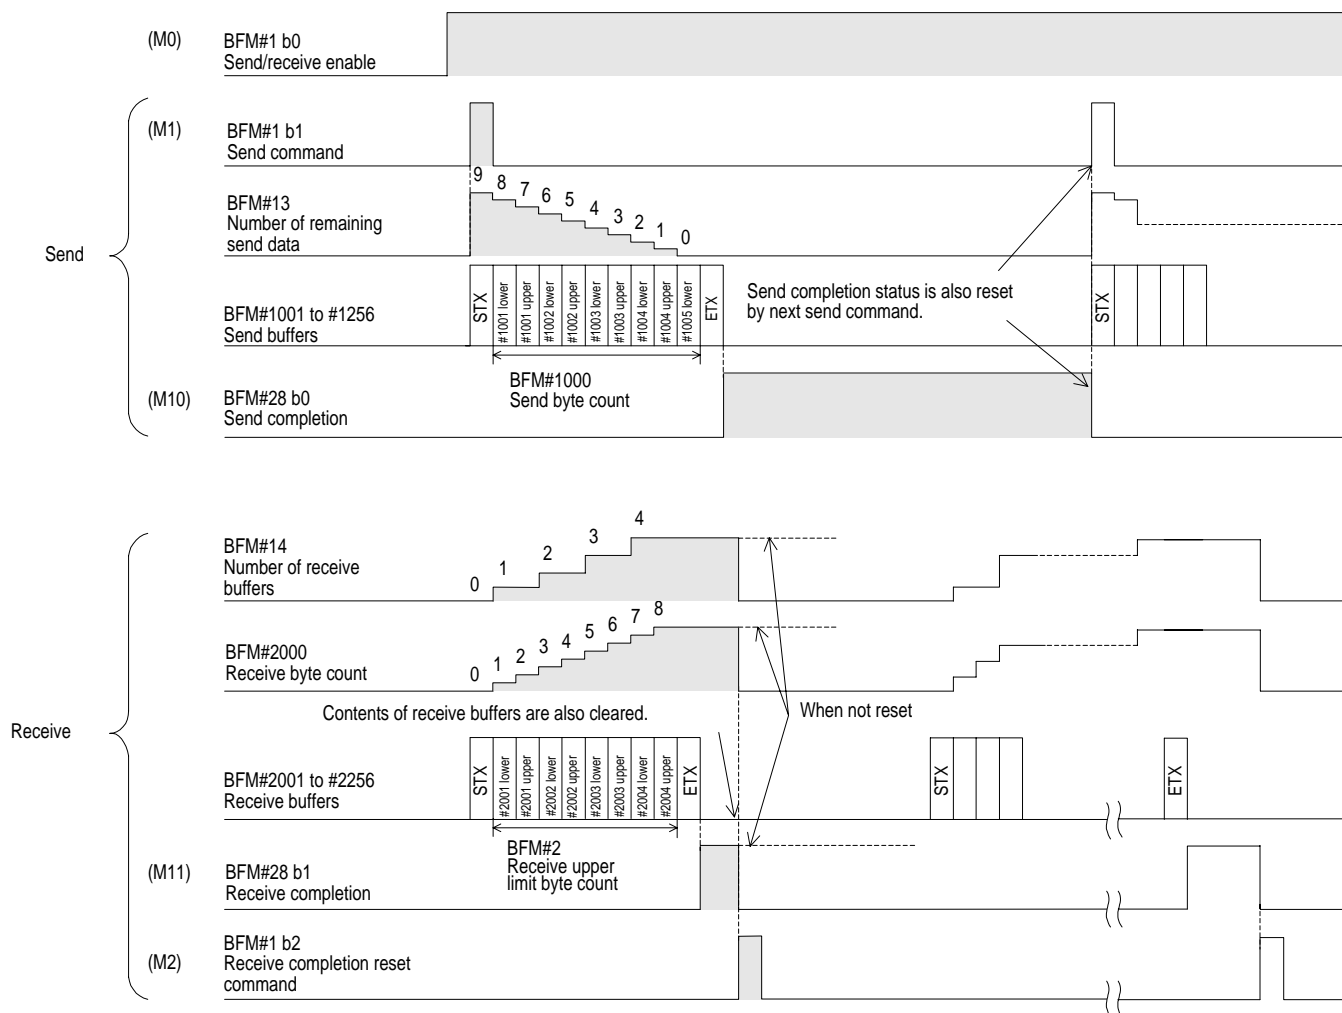 (M0)
BFM#1 b0
Send/receive enable
Send
(M1)
BFM#1 b1
Send command
BFM#13
Number of remaining
send data
9 8 7 6 5 4 3 2 1 0
BFM#1001 to #1256
Send buffers
STX
#1001 lower
#1001 upper
#1002 lower
#1002 upper
#1003 lower
#1003 upper
#1004 lower
#1004 upper
#1005 lower
ETX
Send completion status is also reset
by next send command.
STX
BFM#1000
Send byte count
(M10)
BFM#28 b0
Send completion
Receive
BFM#14
Number of receive
buffers
0 1 2 3 4
BFM#2000
Receive byte count
0 1 2 3 4 5 6 7 8
Contents of receive buffers are also cleared.
When not reset
BFM#2001 to #2256
Receive buffers
STX
#2001 lower
#2001 upper
#2002 lower
#2002 upper
#2003 lower
#2003 upper
#2004 lower
#2004 upper
ETX
STX
ETX
BFM#2
Receive upper
limit byte count
(M11)
BFM#28 b1
Receive completion
(M2)
BFM#1 b2
Receive completion reset
command